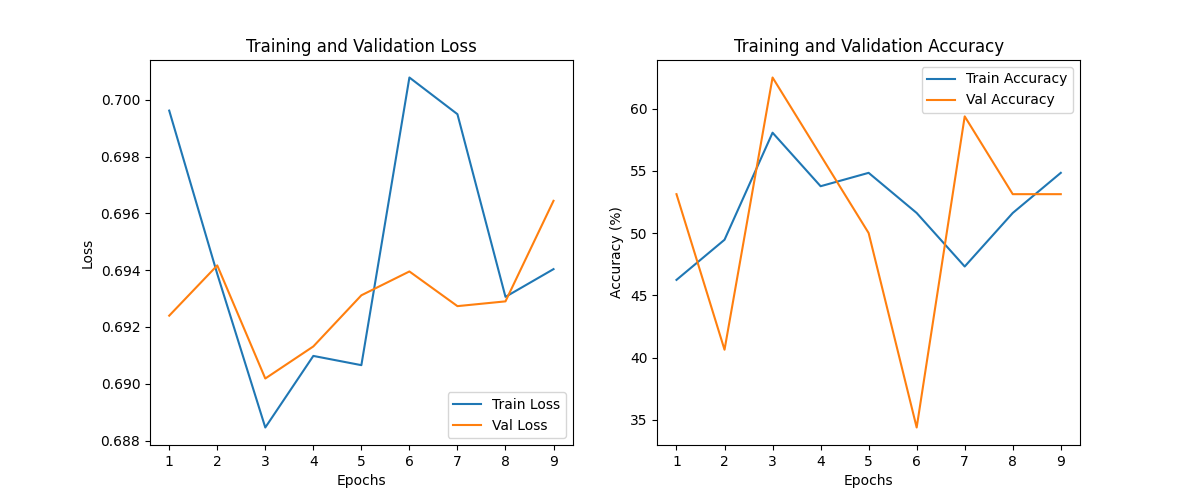 Training and Validation Loss
0.700
0.698
0.696
0.694
0.692
0.690
0.688
Loss
1 2 3 4 5 6 7 8 9
Epochs
Train Loss
Val Loss
Training and Validation Accuracy
60
55
50
45
40
35
Accuracy (%)
1 2 3 4 5 6 7 8 9
Epochs
Train Accuracy
Val Accuracy